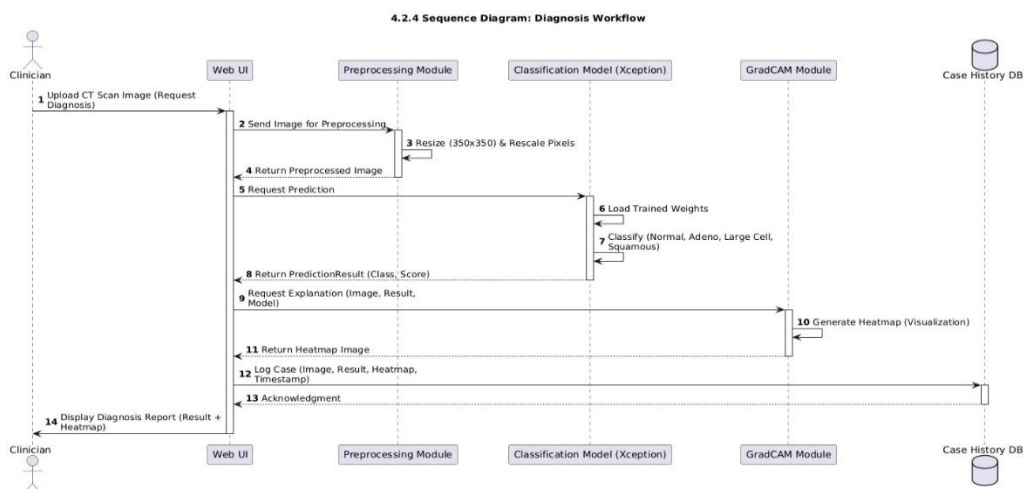 4.2.4 Sequence Diagram: Diagnosis Workflow
Clinician
Web UI
Preprocessing Module
Classification Model (Xception)
GradCAM Module
Case History DB
1 Upload CT Scan Image (Request
Diagnosis)
2 Send Image for Preprocessing
3 Resize (350x350) & Rescale Pixels
4 Return Preprocessed Image
5 Request Prediction
6 Load Trained Weights
7 Classify (Normal, Adeno, Large Cell,
Squamous)
8 Return PredictionResult (Class, Score)
9 Request Explanation (Image, Result,
Model)
10 Generate Heatmap (Visualization)
11 Return Heatmap Image
12 Log Case (Image, Result, Heatmap,
Timestamp)
13 Acknowledgment
14 Display Diagnosis Report (Result +
Heatmap)
Clinician
Web UI
Preprocessing Module
Classification Model (Xception)
GradCAM Module
Case History DB